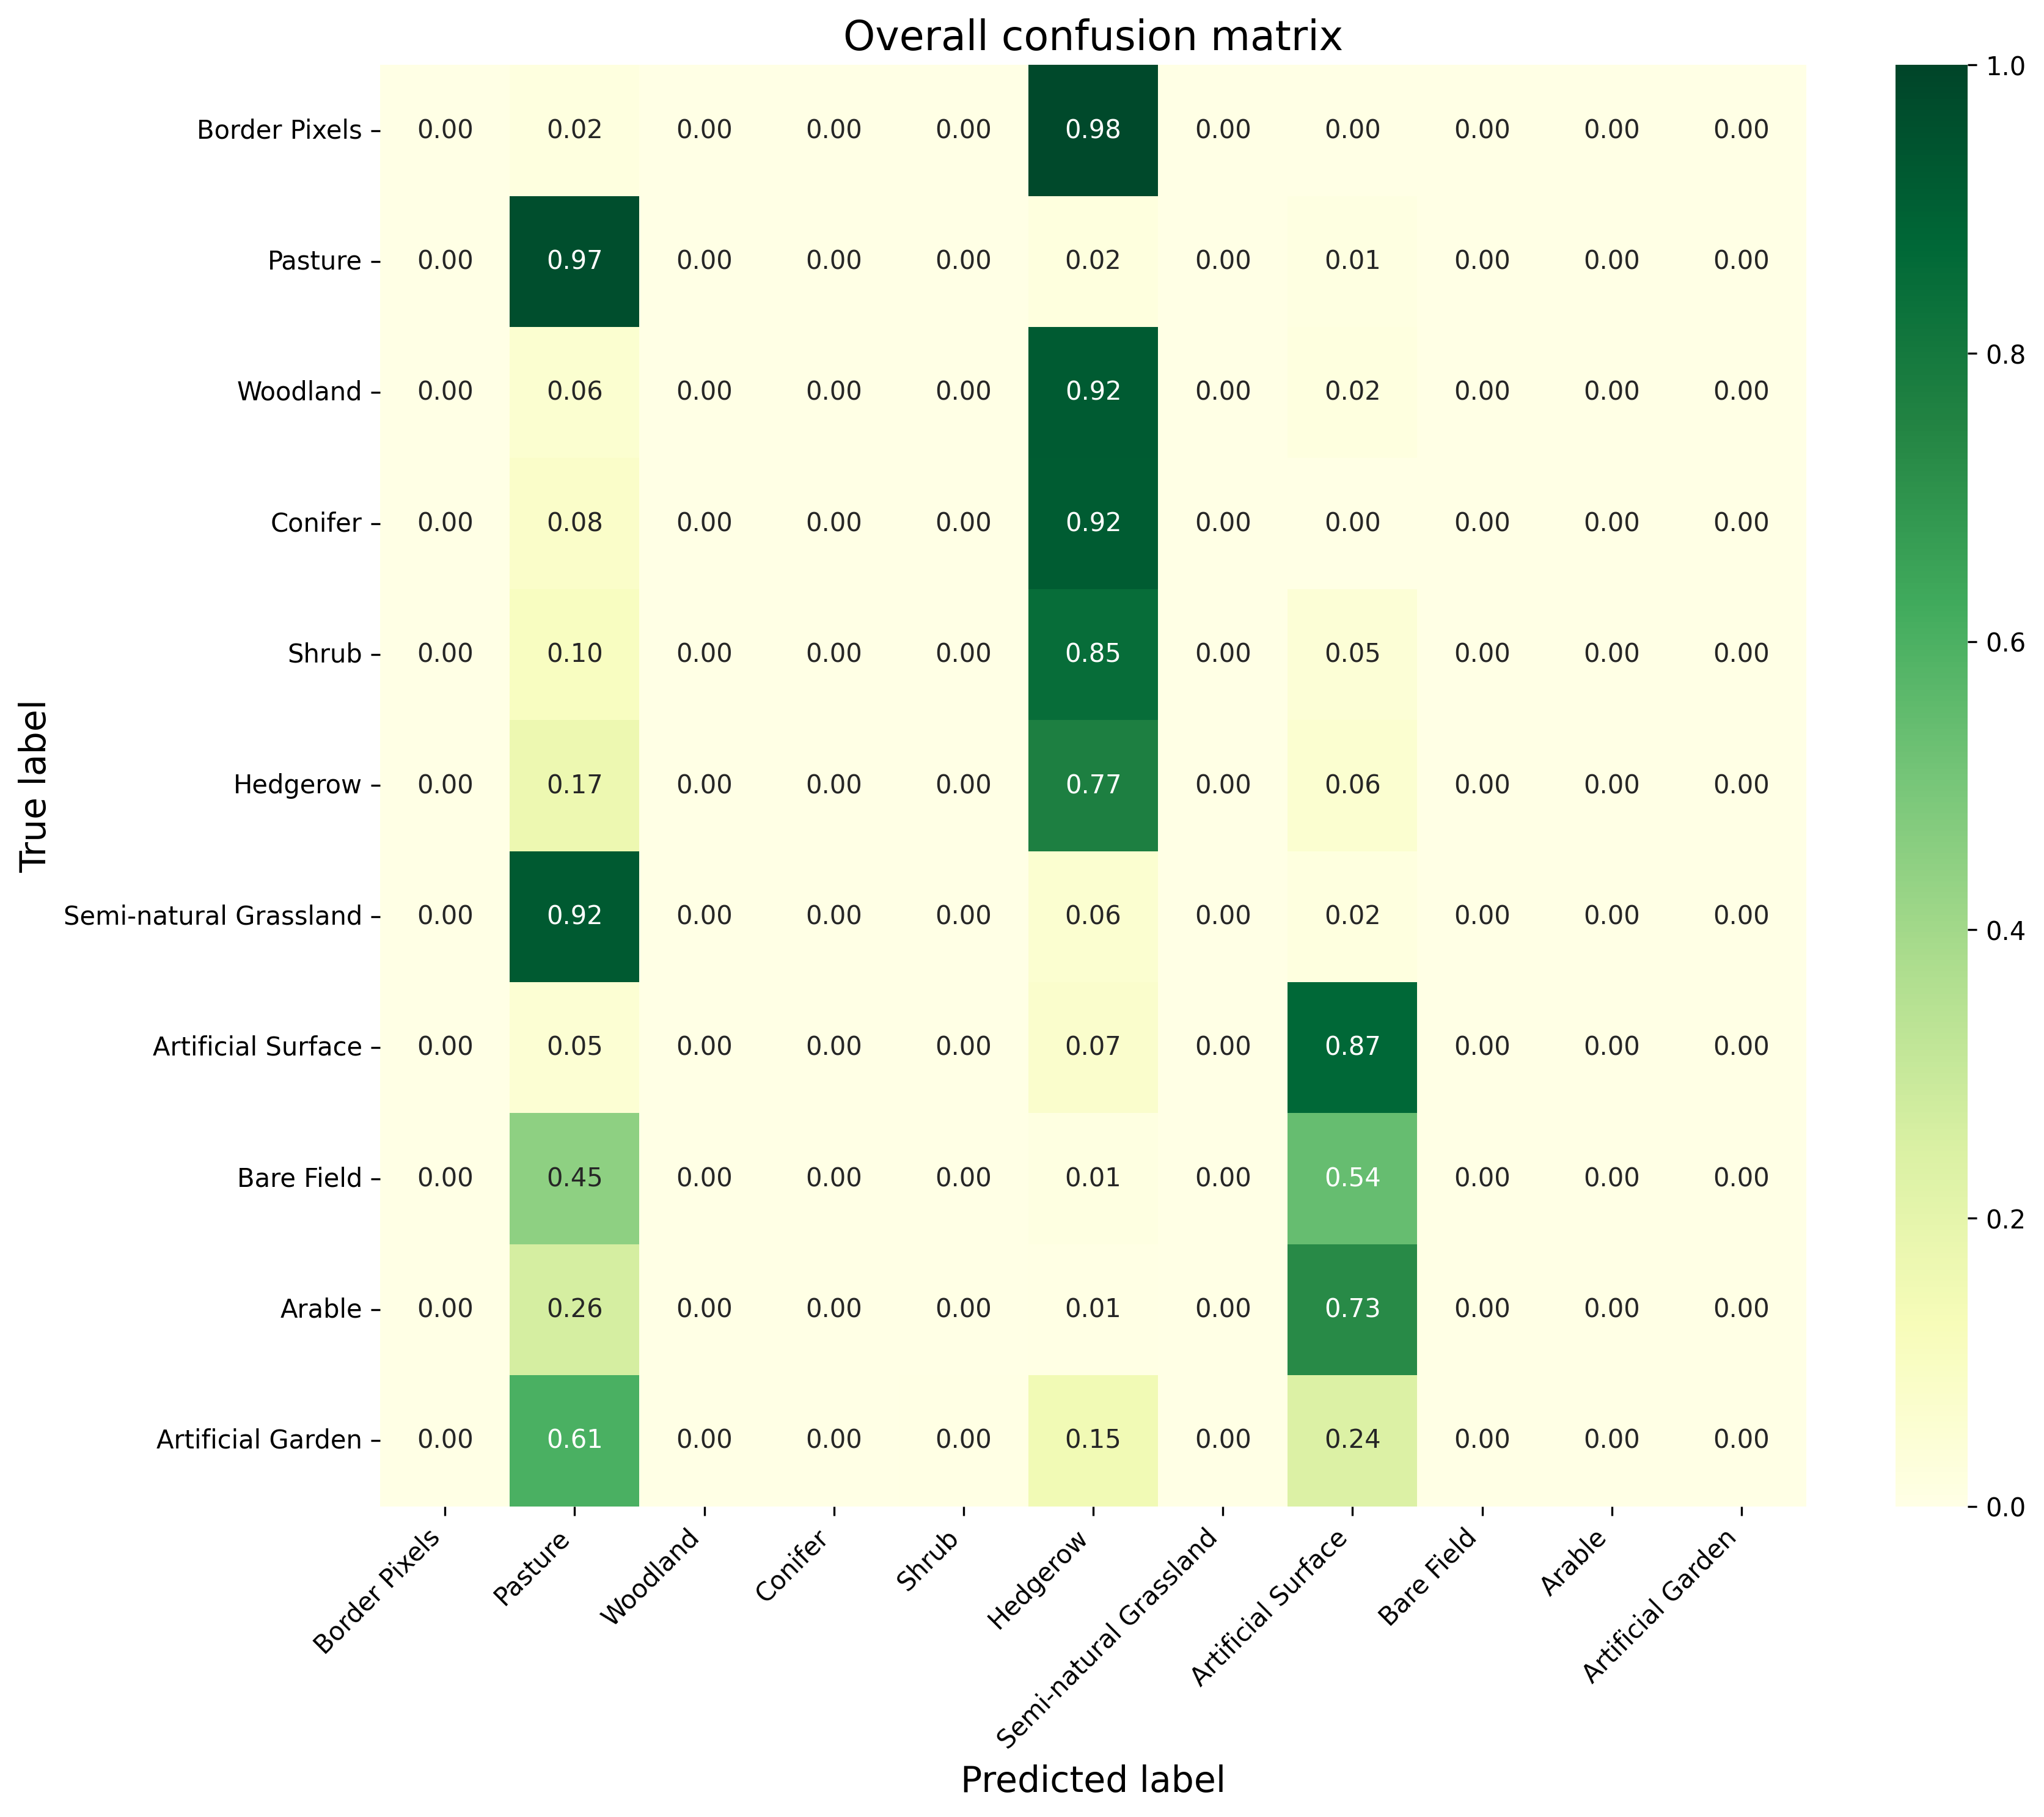 Overall confusion matrix
True label
Border Pixels 0.00 0.02 0.00 0.00 0.00 0.98 0.00 0.00 0.00 0.00 0.00
Pasture 0.00 0.97 0.00 0.00 0.00 0.02 0.00 0.01 0.00 0.00 0.00
Woodland 0.00 0.06 0.00 0.00 0.00 0.92 0.00 0.02 0.00 0.00 0.00
Conifer 0.00 0.08 0.00 0.00 0.00 0.92 0.00 0.00 0.00 0.00 0.00
Shrub 0.00 0.10 0.00 0.00 0.00 0.85 0.00 0.05 0.00 0.00 0.00
Hedgerow 0.00 0.17 0.00 0.00 0.00 0.77 0.00 0.06 0.00 0.00 0.00
Semi-natural Grassland 0.00 0.92 0.00 0.00 0.00 0.06 0.00 0.02 0.00 0.00 0.00
Artificial Surface 0.00 0.05 0.00 0.00 0.00 0.07 0.00 0.87 0.00 0.00 0.00
Bare Field 0.00 0.45 0.00 0.00 0.00 0.01 0.00 0.54 0.00 0.00 0.00
Arable 0.00 0.26 0.00 0.00 0.00 0.01 0.00 0.73 0.00 0.00 0.00
Artificial Garden 0.00 0.61 0.00 0.00 0.00 0.15 0.00 0.24 0.00 0.00 0.00
Border Pixels
Pasture
Woodland
Conifer
Shrub
Hedgerow
Semi-natural Grassland
Artificial Surface
Bare Field
Arable
Artificial Garden
Predicted label
1.0
0.8
0.6
0.4
0.2
0.0